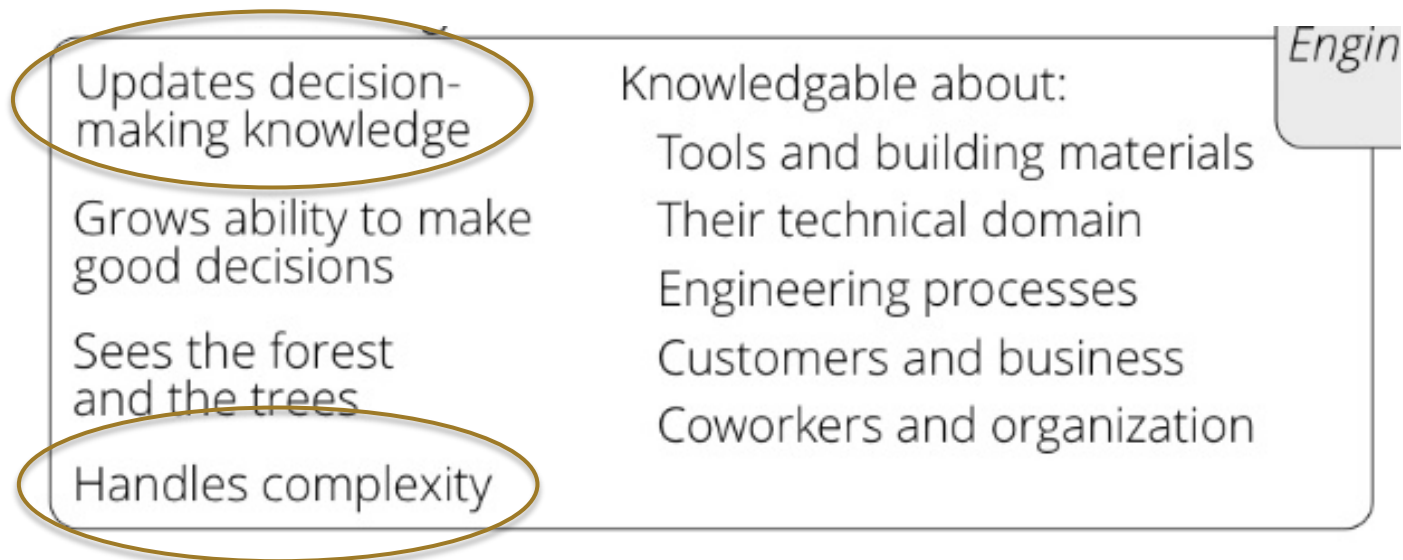 Updates decision-
making knowledge
Grows ability to make
good decisions
Sees the forest
and the trees
Handles complexity
Knowledgable about:
Tools and building materials
Their technical domain
Engineering processes
Customers and business
Coworkers and organization
Engin